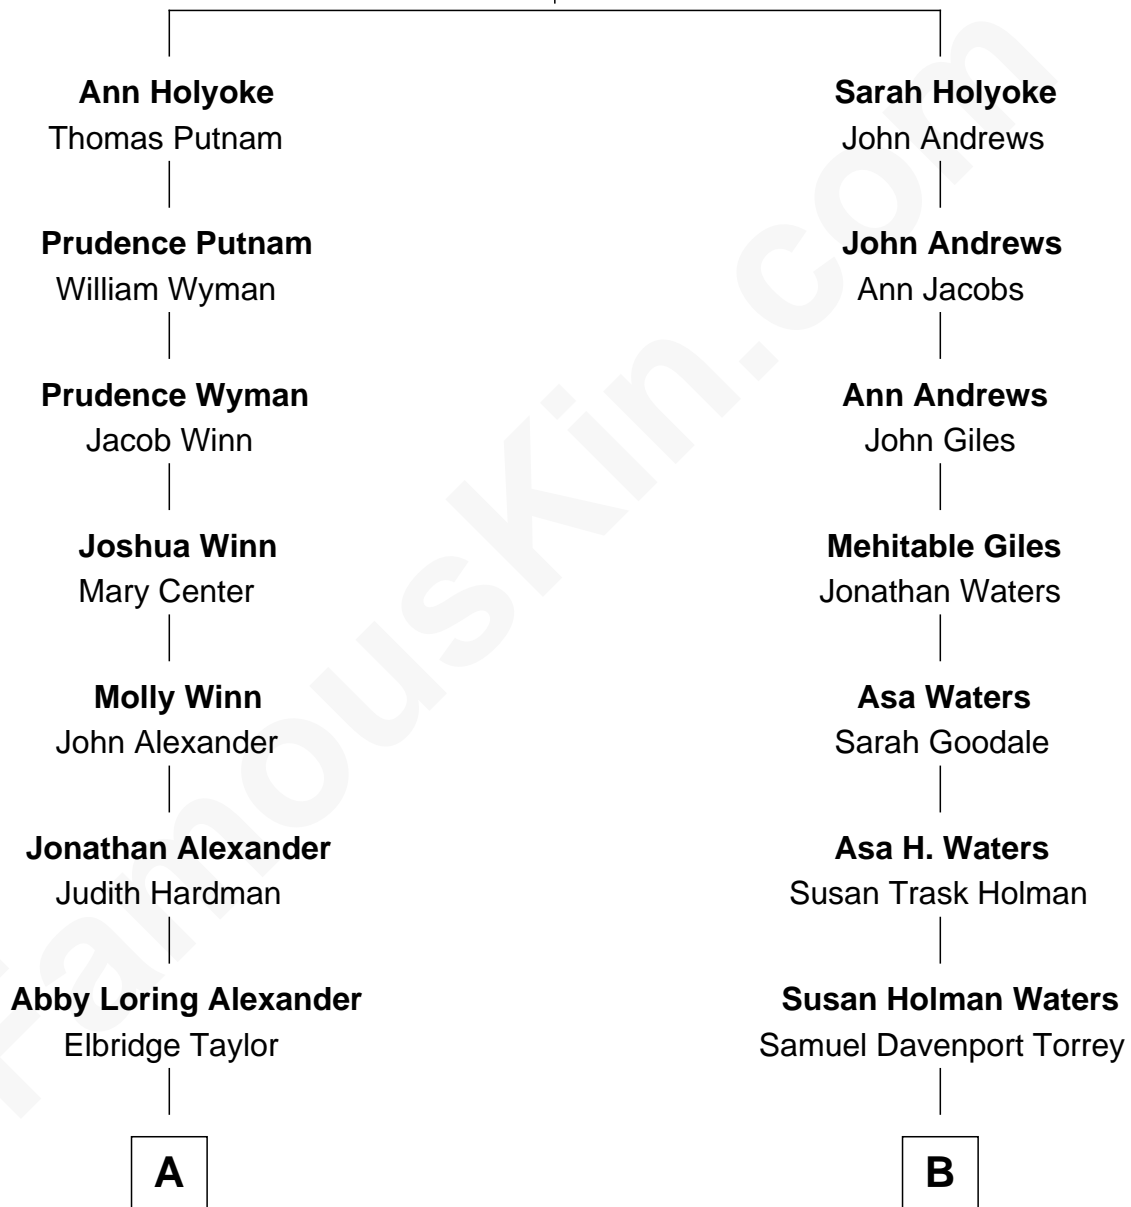 Ann Holyoke
Thomas Putnam
Sarah Holyoke
John Andrews
Prudence Putnam
William Wyman
John Andrews
Ann Jacobs
Prudence Wyman
Jacob Winn
Ann Andrews
John Giles
Joshua Winn
Mary Center
Mehitable Giles
Jonathan Waters
Molly Winn
John Alexander
Asa Waters
Sarah Goodale
Jonathan Alexander
Judith Hardman
Asa H. Waters
Susan Trask Holman
Abby Loring Alexander
Elbridge Taylor
Susan Holman Waters
Samuel Davenport Torrey
A
B
FamousKin.com